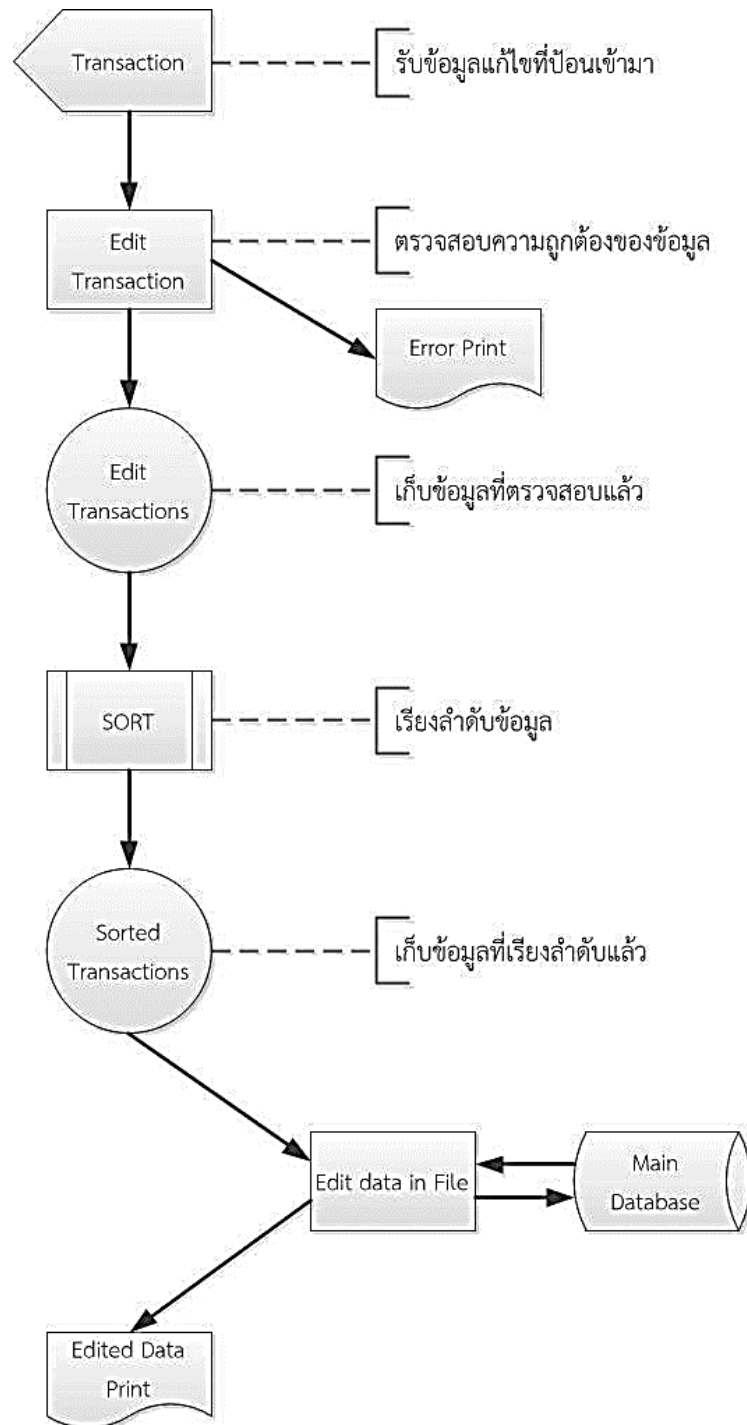 Transaction
รับข้อมูลแก้ไขที่ป้อนเข้ามา
Edit
Transaction
ตรวจสอบความถูกต้องของข้อมูล
Error Print
Edit
Transactions
เก็บข้อมูลที่ตรวจสอบแล้ว
SORT
เรียงลำดับข้อมูล
Sorted
Transactions
เก็บข้อมูลที่เรียงลำดับแล้ว
Edit data in File
Main
Database
Edited Data
Print